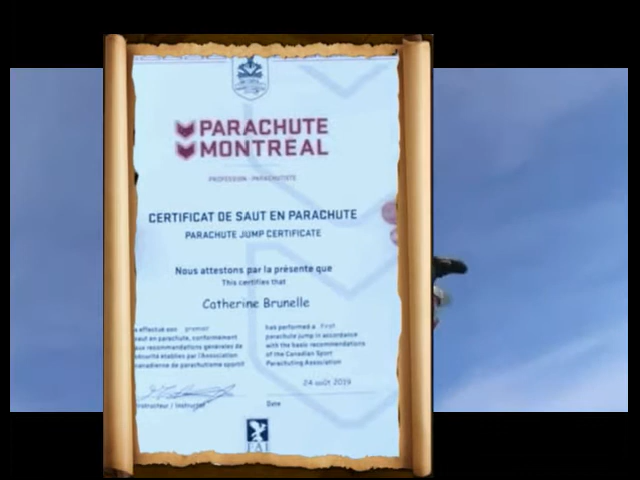 PARACHUTE
MONTREAL
PROFESSION : PARACHUTISTE
CERTIFICAT DE SAUT EN PARACHUTE
PARACHUTE JUMP CERTIFICATE
Nous attestons par la présente que
This certifies that
Catherine Brunelle
effectué son premier
saut en parachute, conformément
aux recommandations générales de
sécurité établies par l'Association
canadienne de parachutisme sportif
has performed a first
parachute jump in accordance
with the basic recommendations
of the Canadian Sport
Parachuting Association
24 août 2019
Instructeur / Instructor
Date